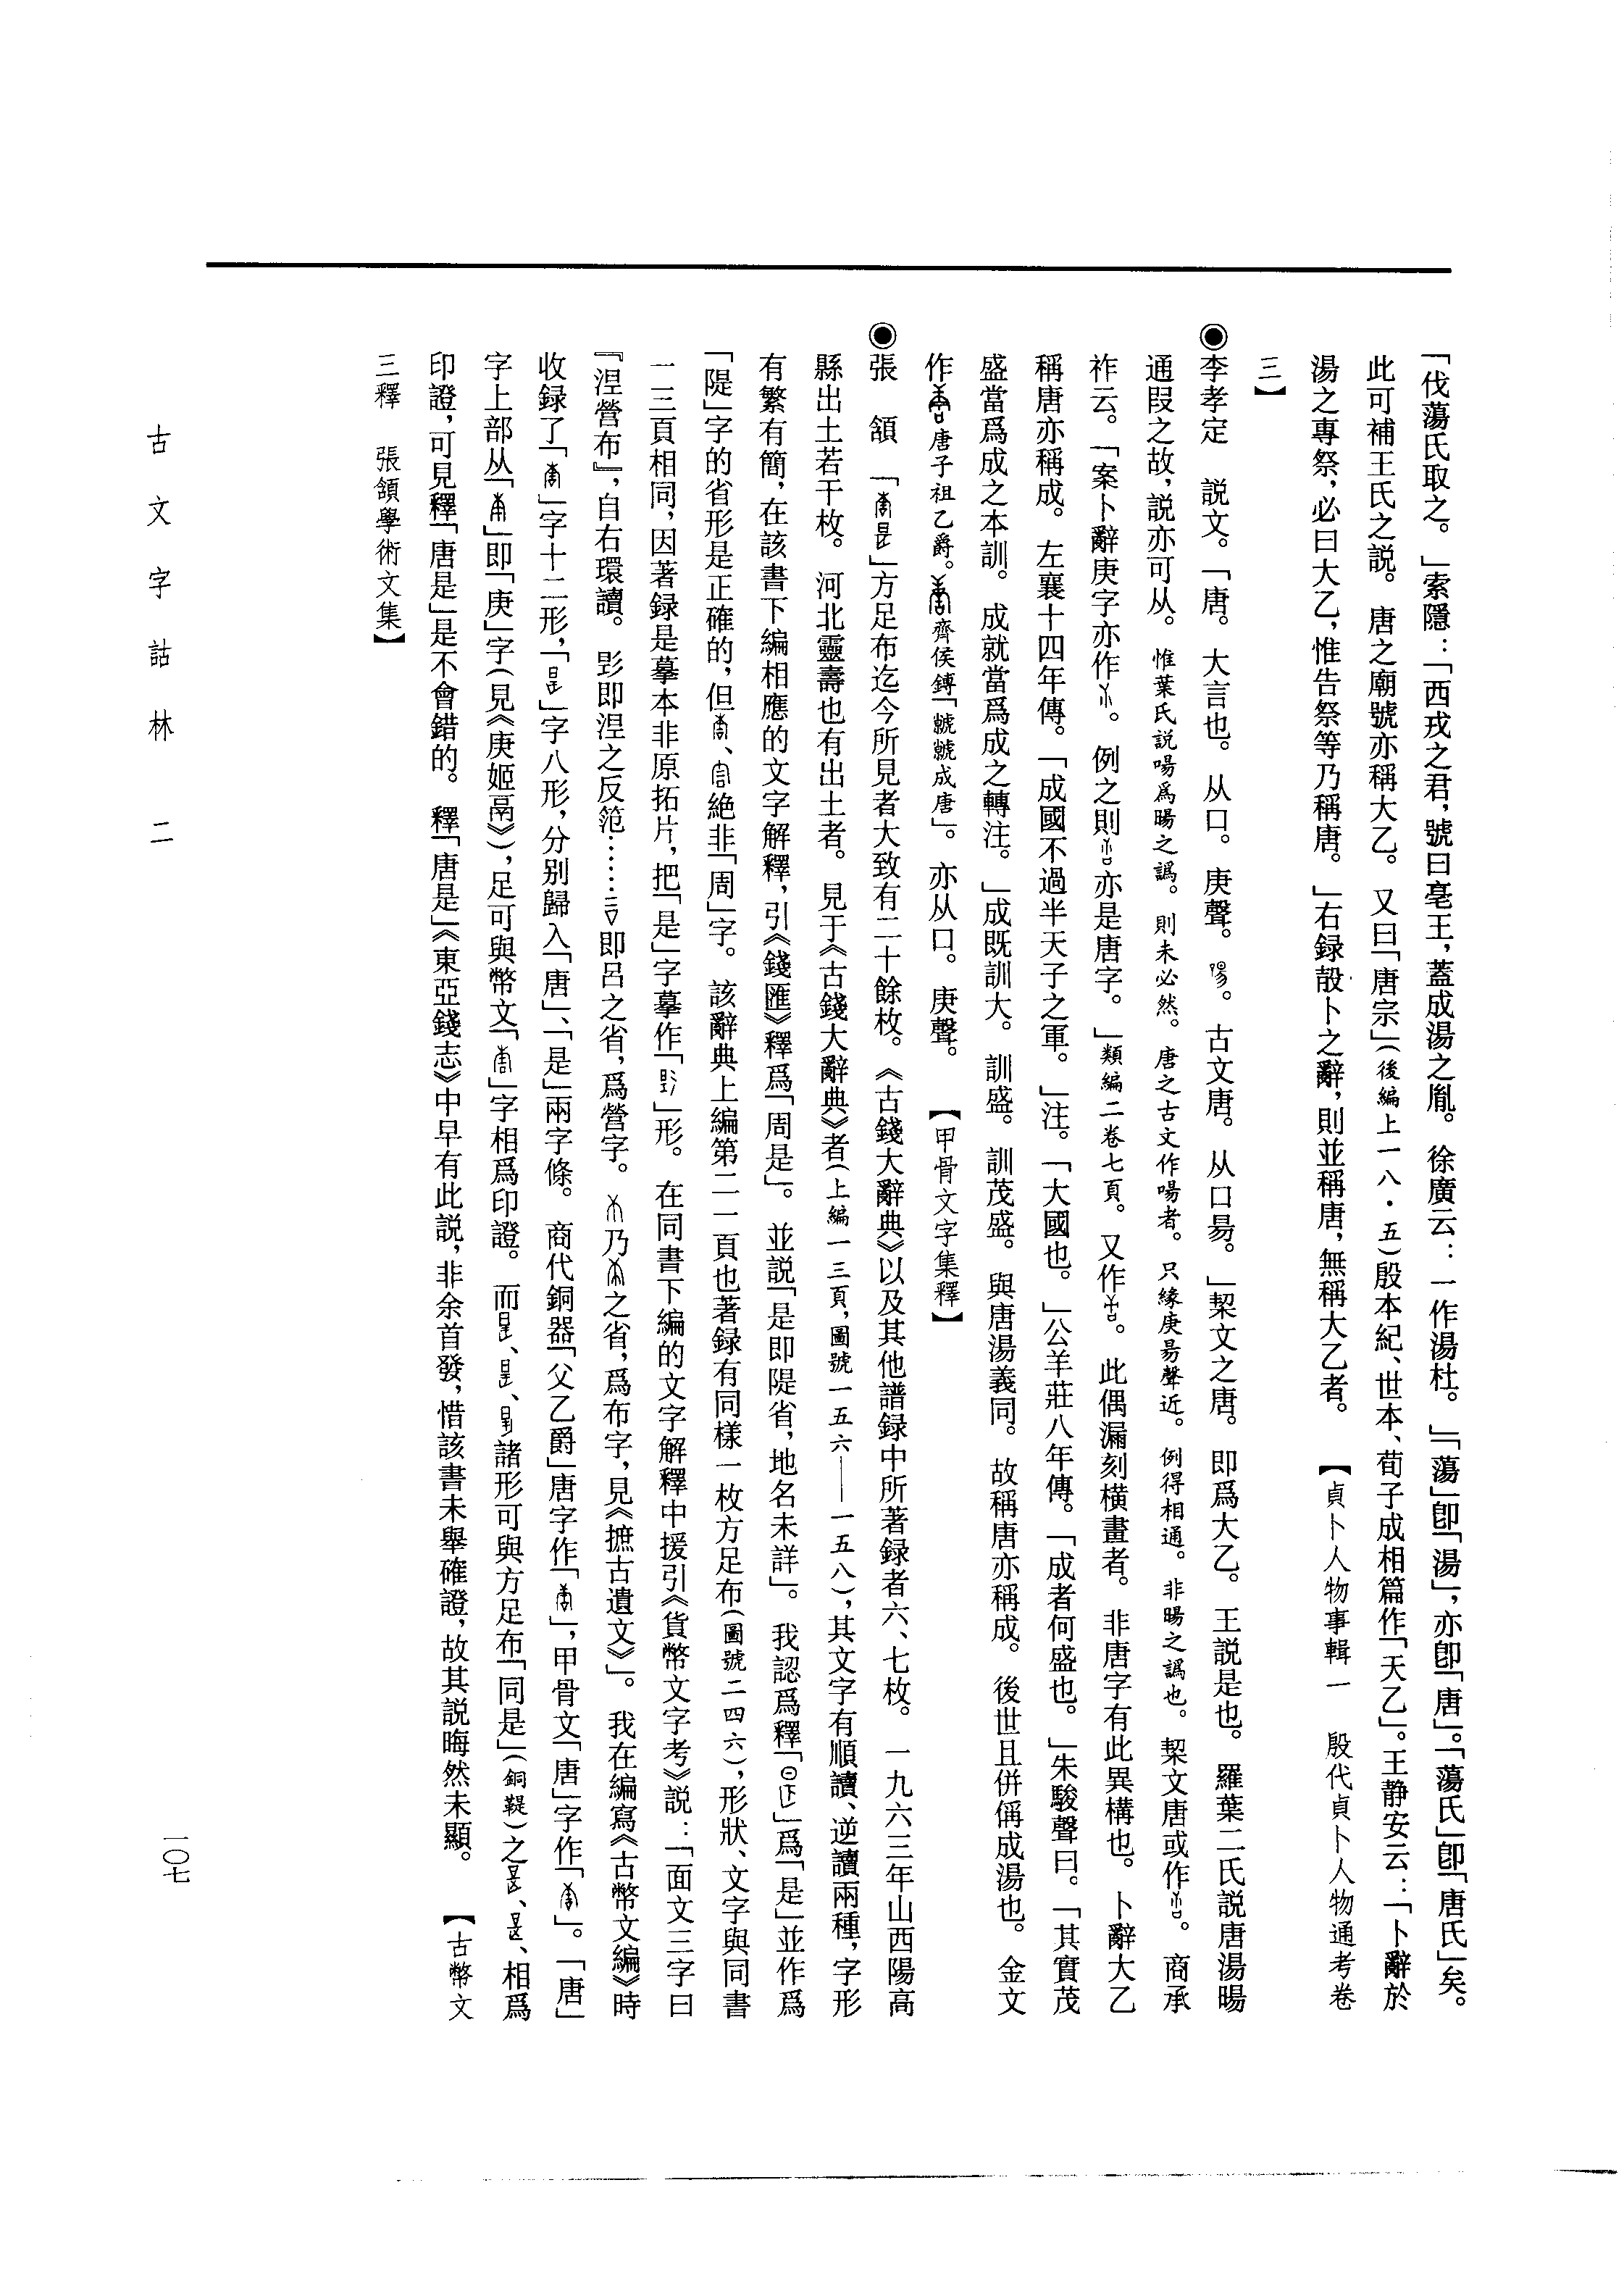 「伐蕩氏取之。」索隱：「西戎之君，號曰亳王，蓋成湯之胤。徐廣云：一作湯杜。」「蕩」卽「湯」，亦卽「唐」。「蕩氏」卽「唐氏」矣。
此可補王氏之説。唐之廟號亦稱大乙。又曰「唐宗」（後編上一八·五）殷本紀、世本、荀子成相篇作「天乙」。王静安云：「卜辭於
湯之專祭，必曰大乙，惟告祭等乃稱唐。」右録㱿卜之辭，則並稱唐，無稱大乙者。　【貞卜人物事輯一　殷代貞卜人物通考卷
三】
◉李孝定　説文。「唐。大言也。从口。庚聲。啺。古文唐。从口昜。」栔文之唐。即爲大乙。王説是也。羅葉二氏説唐湯暘
通叚之故，説亦可从。惟葉氏説啺爲暘之譌。則未必然。唐之古文作啺者。只緣庚昜聲近。例得相通。非暘之譌也。栔文唐或作。商承
祚云。「案卜辭庚字亦作。例之則亦是唐字。」類編二卷七頁。又作。此偶漏刻横畫者。非唐字有此異構也。卜辭大乙
稱唐亦稱成。左襄十四年傳。「成國不過半天子之軍。」注。「大國也。」公羊莊八年傳。「成者何盛也。」朱駿聲曰。「其實茂
盛當爲成之本訓。成就當爲成之轉注。」成既訓大。訓盛。訓茂盛。與唐湯義同。故稱唐亦稱成。後世且併偁成湯也。金文
作唐子祖乙爵。齊侯鎛「虩虩成唐」。亦从口。庚聲。　【甲骨文字集釋】
◉張　頷　「」方足布迄今所見者大致有二十餘枚。《古錢大辭典》以及其他譜録中所著録者六、七枚。一九六三年山西陽高
縣出土若干枚。河北靈壽也有出土者。見于《古錢大辭典》者（上編一三頁，圖號一五六——一五八），其文字有順讀、逆讀兩種，字形
有繁有簡，在該書下編相應的文字解釋，引《錢匯》釋爲「周是」。並説「是即隄省，地名未詳」。我認爲釋「」爲「是」並作爲
「隄」字的省形是正確的，但、絶非「周」字。該辭典上編第二一頁也著録有同樣一枚方足布（圖號二四六），形狀、文字與同書
一三頁相同，因著録是摹本非原拓片，把「是」字摹作「」形。在同書下編的文字解釋中援引《貨幣文字考》説：「面文三字曰
『涅營布』，自右環讀。即涅之反范……即呂之省，爲營字。乃之省，爲布字，見《摭古遺文》」。我在編寫《古幣文編》時
收録了「」字十二形，「」字八形，分别歸入「唐」、「是」兩字條。商代銅器「父乙爵」唐字作「」，甲骨文「唐」字作「」。「唐」
字上部从「」即「庚」字（見《庚姬鬲》），足可與幣文「」字相爲印證。而、、諸形可與方足布「同是」（銅鞮）之、、相爲
印證，可見釋「唐是」是不會錯的。釋「唐是」《東亞錢志》中早有此説，非余首發，惜該書未舉確證，故其説晦然未顯。　【古幣文
三釋　張頷學術文集】
古文字詁林　二
一〇七